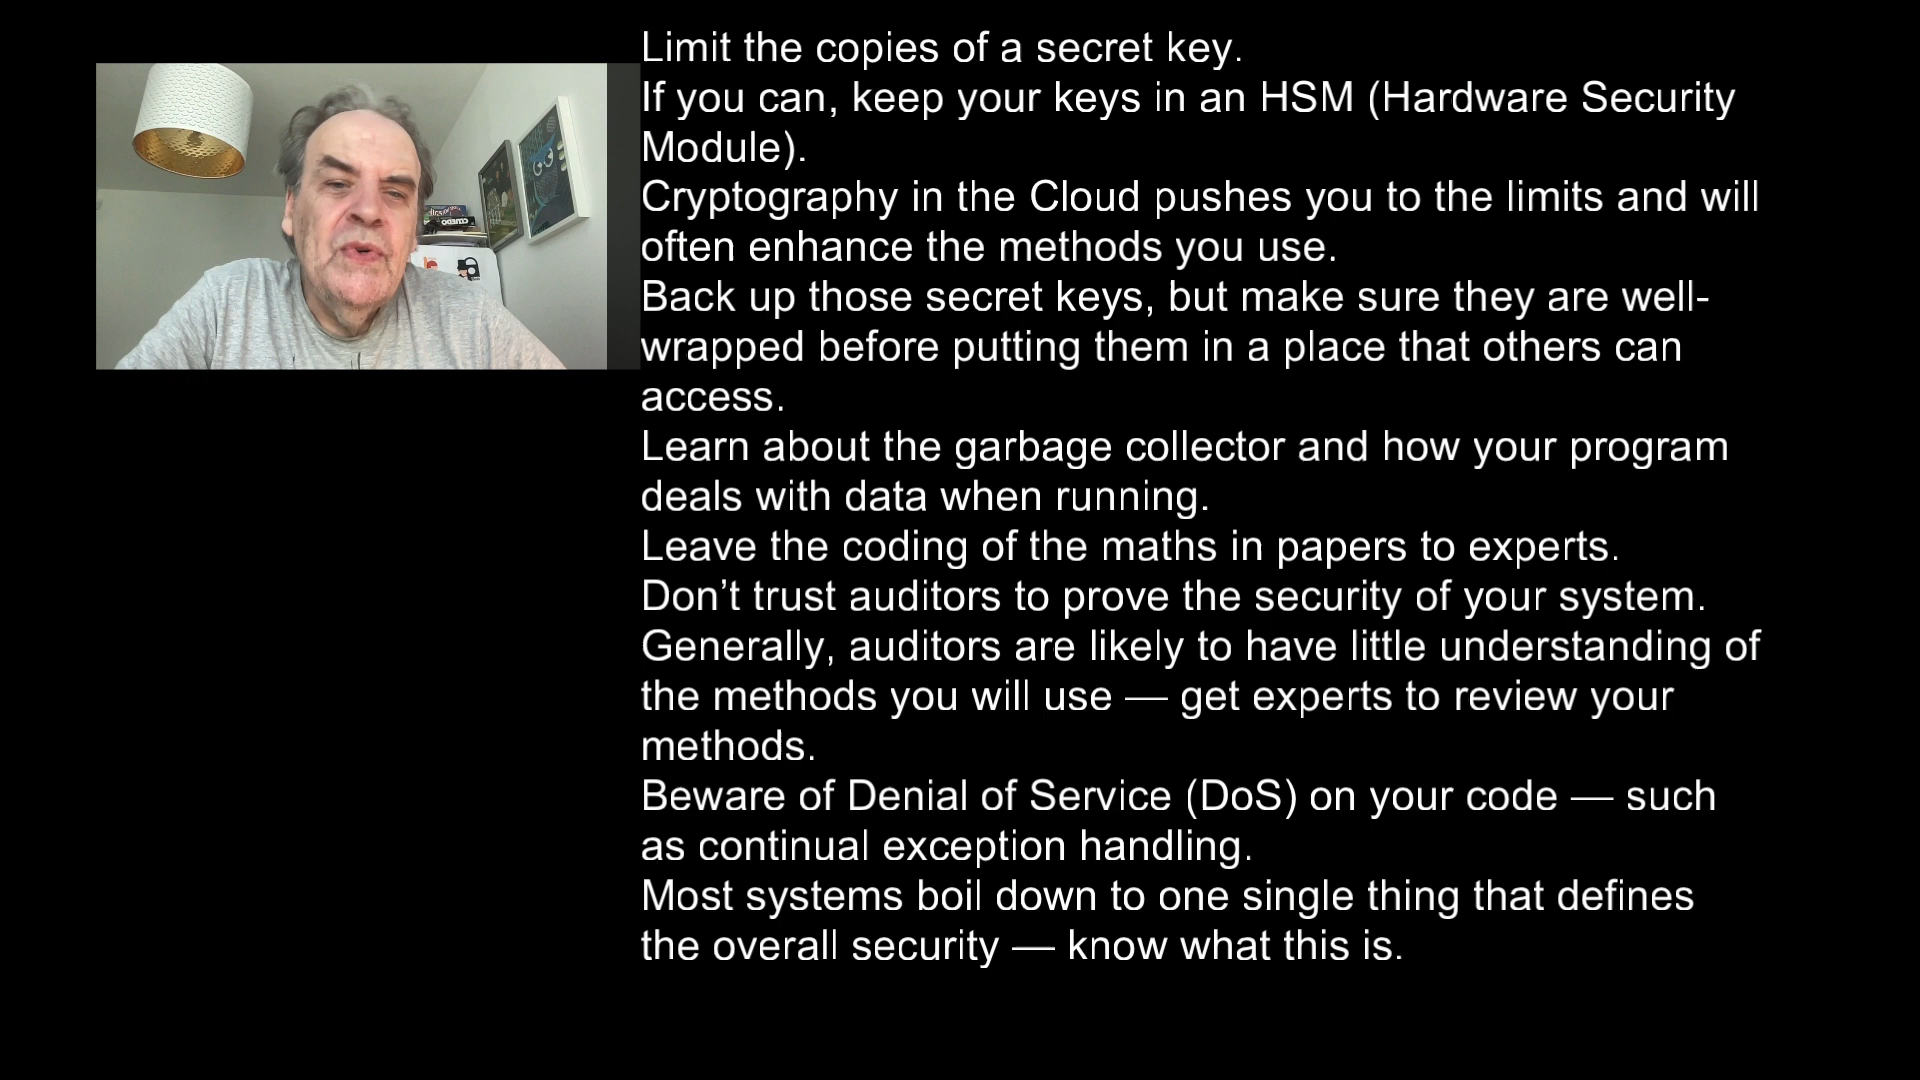 Limit the copies of a secret key.
If you can, keep your keys in an HSM (Hardware Security
Module).
Cryptography in the Cloud pushes you to the limits and will
often enhance the methods you use.
Back up those secret keys, but make sure they are well-
wrapped before putting them in a place that others can
access.
Learn about the garbage collector and how your program
deals with data when running.
Leave the coding of the maths in papers to experts.
Don’t trust auditors to prove the security of your system.
Generally, auditors are likely to have little understanding of
the methods you will use — get experts to review your
methods.
Beware of Denial of Service (DoS) on your code — such
as continual exception handling.
Most systems boil down to one single thing that defines
the overall security — know what this is.